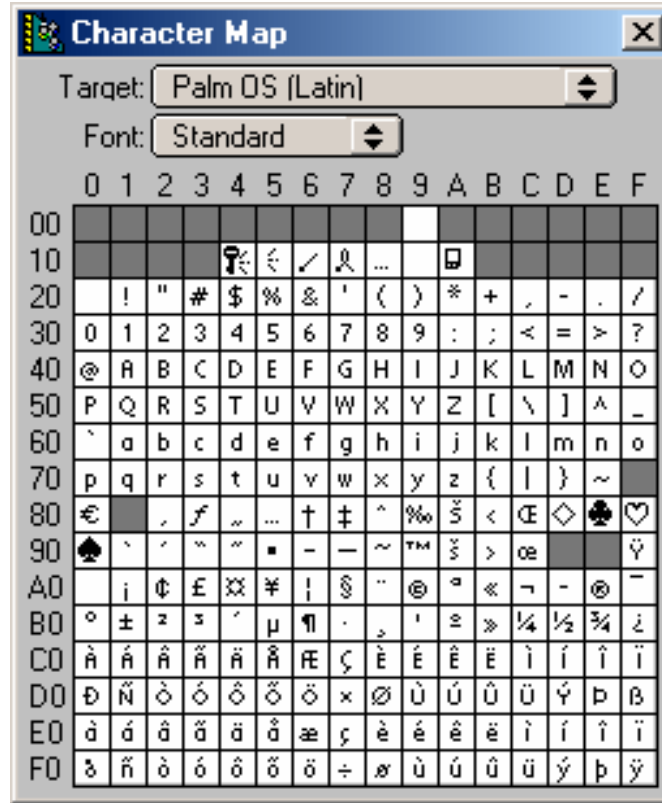 Character Map
Target: Palm OS (Latin)
Font: Standard
0 1 2 3 4 5 6 7 8 9 A B C D E F
00
10 …
20 ! " # $ % & ' ( ) * + , - . /
30 0 1 2 3 4 5 6 7 8 9 : ; < = > ?
40 @ A B C D E F G H I J K L M N O
50 P Q R S T U V W X Y Z [ \ ] ^ _
60 ` a b c d e f g h i j k l m n o
70 p q r s t u v w x y z { | } ~
80 € ‚ ƒ „ … † ‡ ˆ ‰ Š ‹ Œ ◇ ♣ ♡
90 ♠ ‘ ’ “ ” ▪ – — ~ ™ š › œ Ÿ
A0 ¡ ¢ £ ¤ ¥ ¦ § ¨ © ª « ¬ - ® ¯
B0 ° ± ² ³ ´ µ ¶ · ¸ ¹ º » ¼ ½ ¾ ¿
C0 À Á Â Ã Ä Å Æ Ç È É Ê Ë Ì Í Î Ï
D0 Ð Ñ Ò Ó Ô Õ Ö × Ø Ù Ú Û Ü Ý Þ ß
E0 à á â ã ä å æ ç è é ê ë ì í î ï
F0 ð ñ ò ó ô õ ö ÷ ø ù ú û ü ý þ ÿ